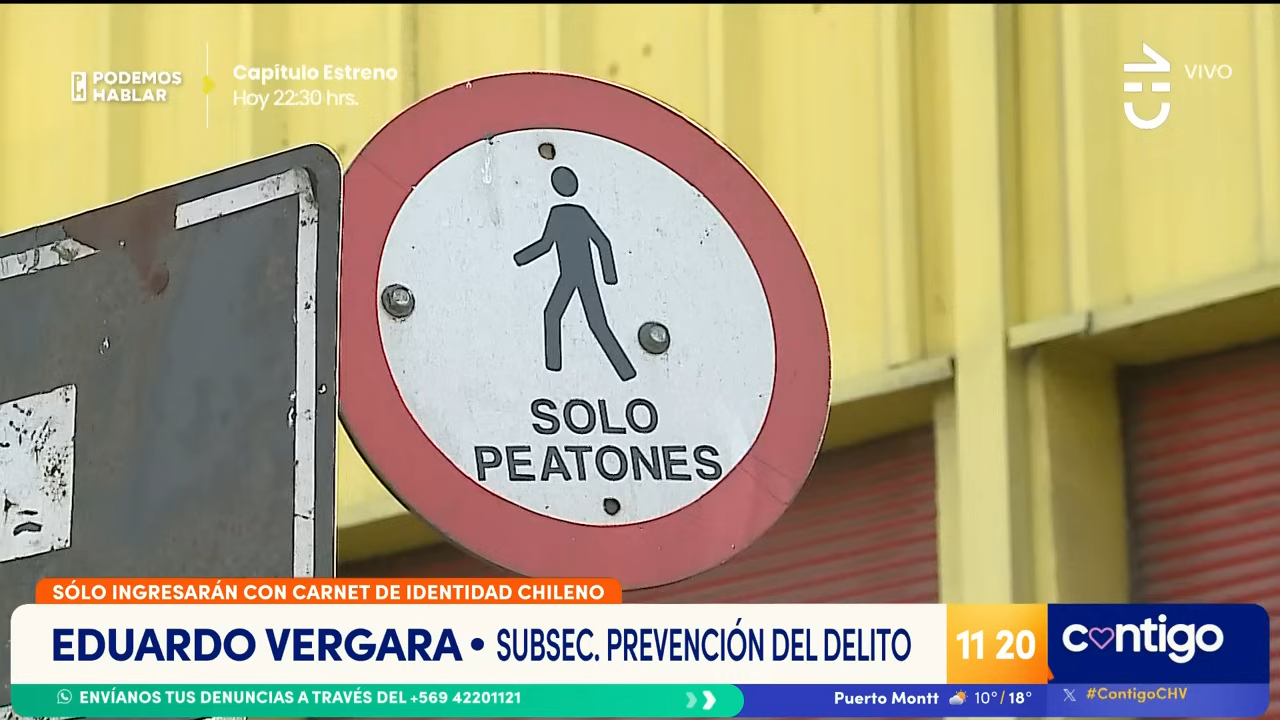 PODEMOS
HABLAR
Capítulo Estreno
Hoy 22:30 hrs.
CHV
VIVO
SOLO
PEATONES
SÓLO INGRESARÁN CON CARNET DE IDENTIDAD CHILENO
EDUARDO VERGARA • SUBSEC. PREVENCIÓN DEL DELITO
11 20
contigo
ENVÍANOS TUS DENUNCIAS A TRAVÉS DEL +569 42201121
Puerto Montt 10°/18°
#ContigoCHV